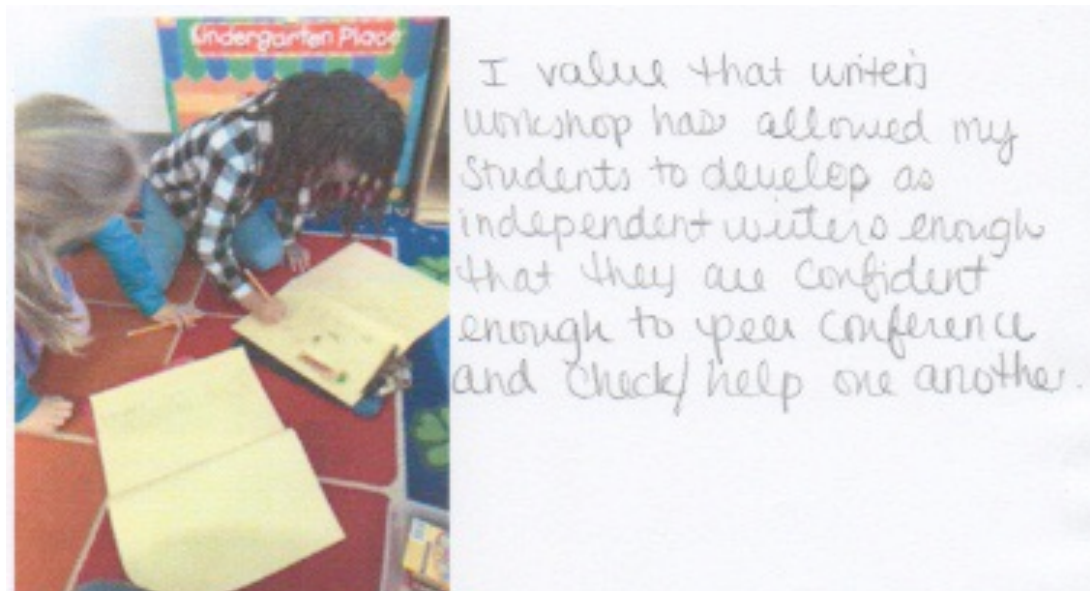 Kindergarten Place
I value that writer's
workshop has allowed my
students to develop as
independent writers enough
that they are confident
enough to peer conference
and check/help one another.